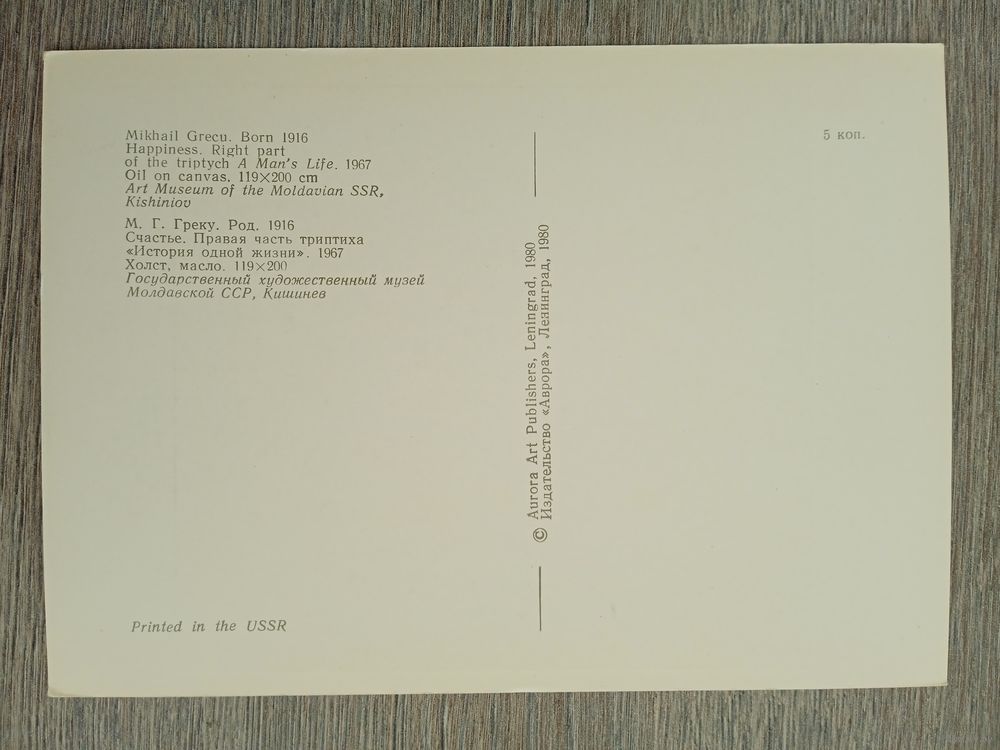 Mikhail Grecu. Born 1916
Happiness. Right part
of the triptych A Man's Life. 1967
Oil on canvas. 119×200 cm
Art Museum of the Moldavian SSR,
Kishiniov
М. Г. Греку. Род. 1916
Счастье. Правая часть триптиха
«История одной жизни». 1967
Холст, масло. 119×200
Государственный художественный музей
Молдавской ССР, Кишинев
Printed in the USSR
© Aurora Art Publishers, Leningrad, 1980
Издательство «Аврора», Ленинград, 1980
5 коп.